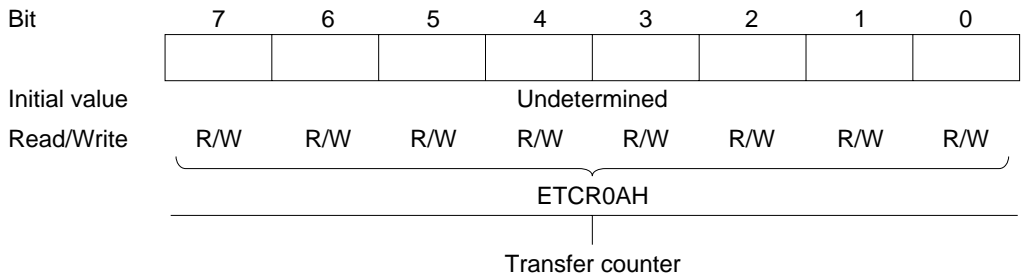 Bit 7 6 5 4 3 2 1 0
Initial value Undetermined
Read/Write R/W R/W R/W R/W R/W R/W R/W R/W
ETCR0AH
Transfer counter